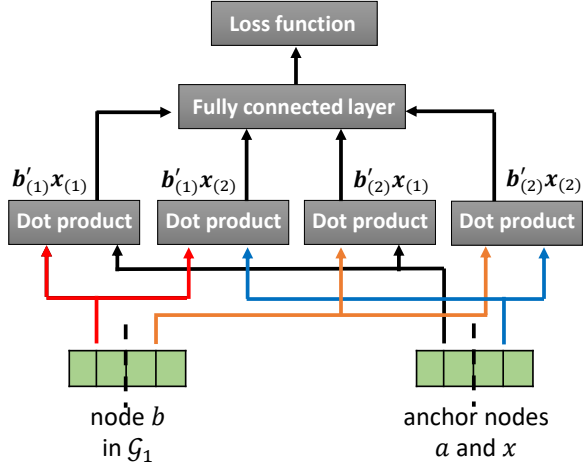 Loss function
Fully connected layer
𝒃′₍₁₎𝒙₍₁₎ 𝒃′₍₁₎𝒙₍₂₎ 𝒃′₍₂₎𝒙₍₁₎ 𝒃′₍₂₎𝒙₍₂₎
Dot product Dot product Dot product Dot product
node 𝑏
in 𝒢₁
anchor nodes
𝑎 and 𝑥